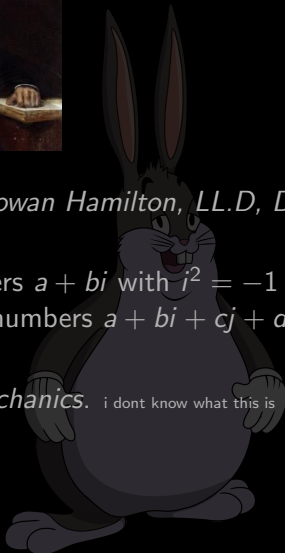 owan Hamilton, LL.D, D
ers a + bi with i² = −1
numbers a + bi + cj + d
chanics. i dont know what this is